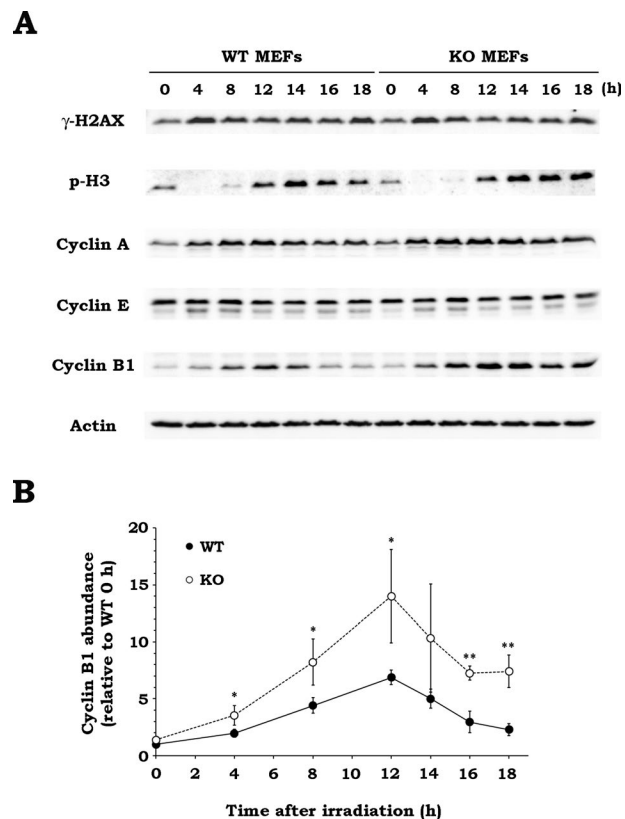 A
WT MEFs KO MEFs
0 4 8 12 14 16 18 0 4 8 12 14 16 18 (h)
γ-H2AX
p-H3
Cyclin A
Cyclin E
Cyclin B1
Actin
B
Cyclin B1 abundance
(relative to WT 0 h)
20
15
10
5
0
WT
KO
* * * ** **
0 2 4 6 8 10 12 14 16 18
Time after irradiation (h)